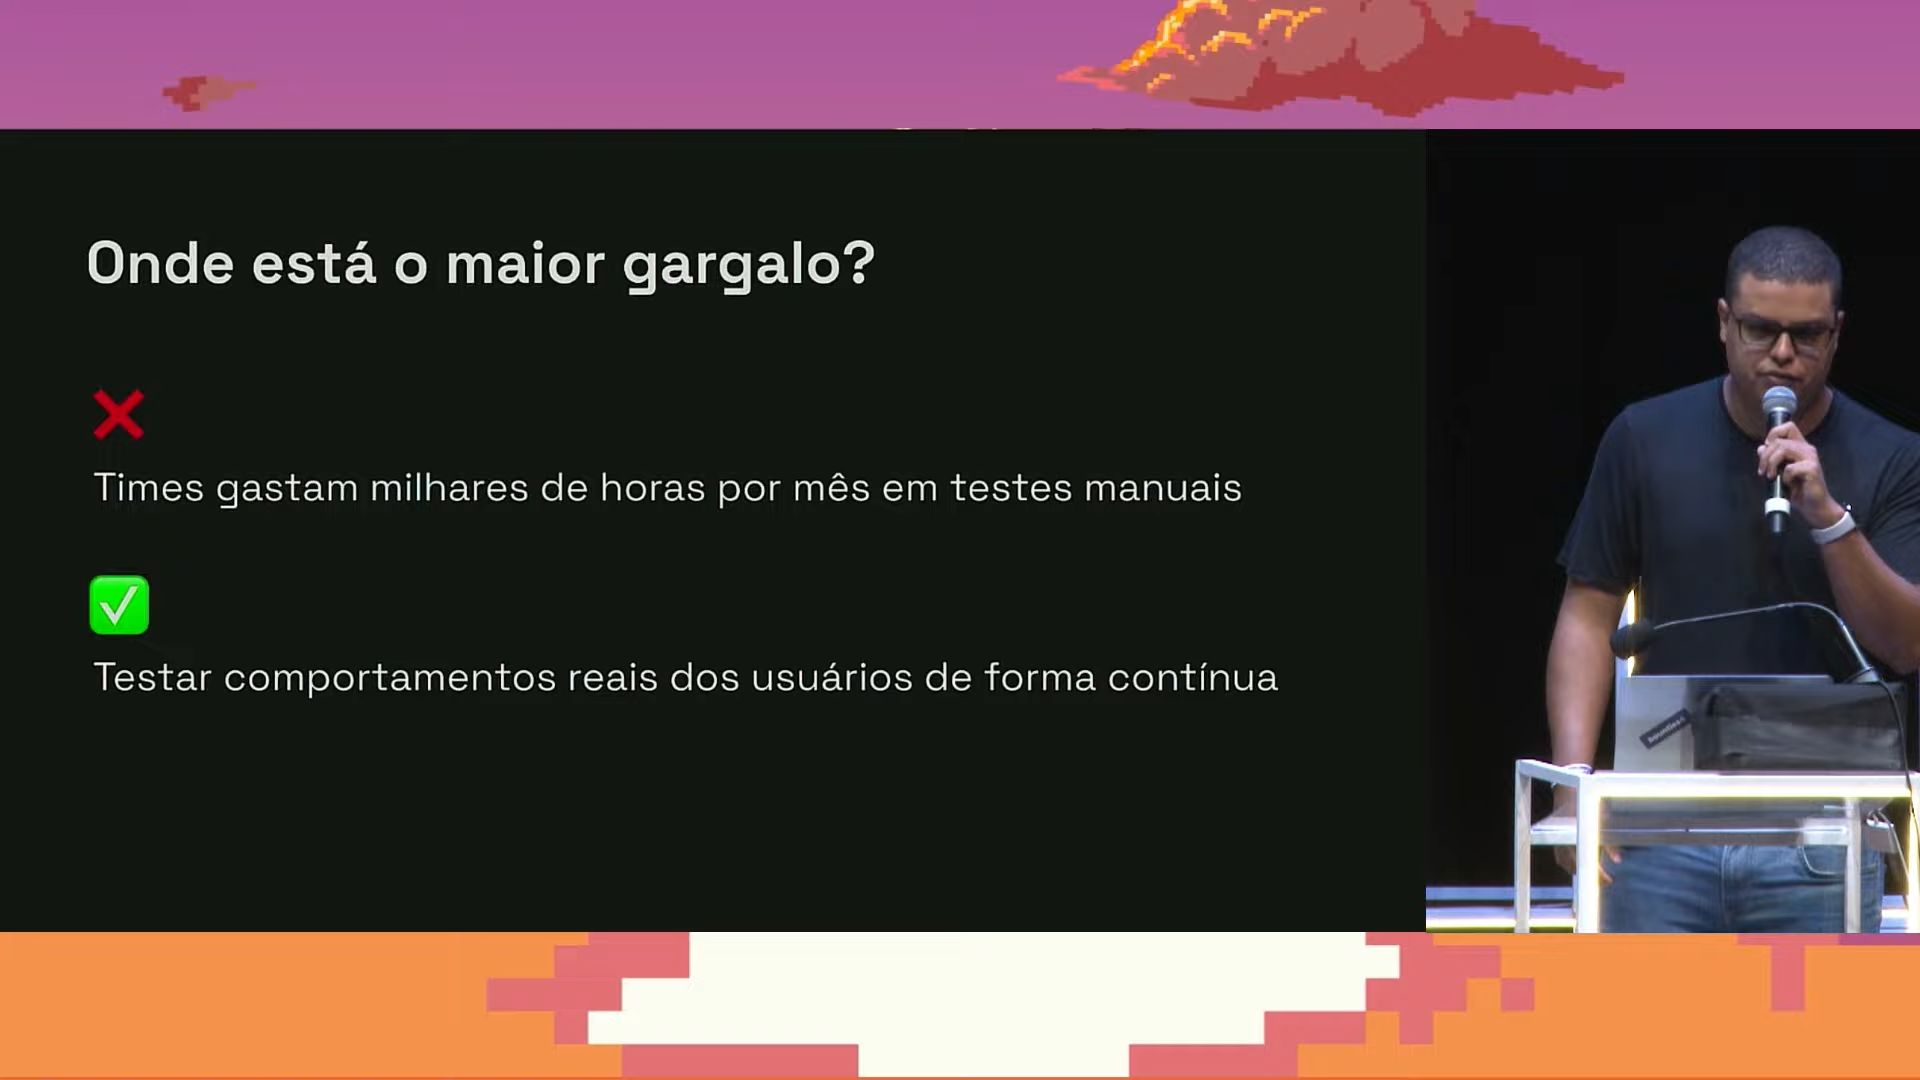 Onde está o maior gargalo?
❌
Times gastam milhares de horas por mês em testes manuais
✅
Testar comportamentos reais dos usuários de forma contínua